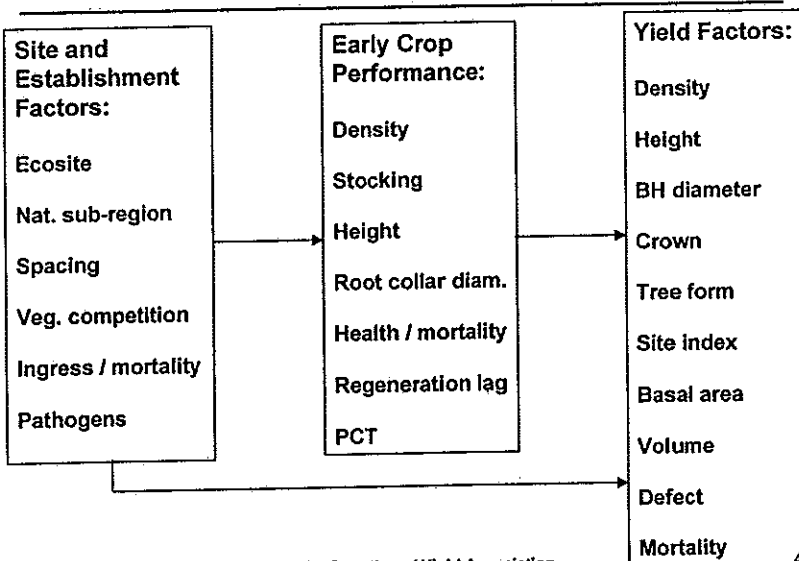 Site and
Establishment
Factors:
Ecosite
Nat. sub-region
Spacing
Veg. competition
Ingress / mortality
Pathogens
Early Crop
Performance:
Density
Stocking
Height
Root collar diam.
Health / mortality
Regeneration lag
PCT
Yield Factors:
Density
Height
BH diameter
Crown
Tree form
Site index
Basal area
Volume
Defect
Mortality